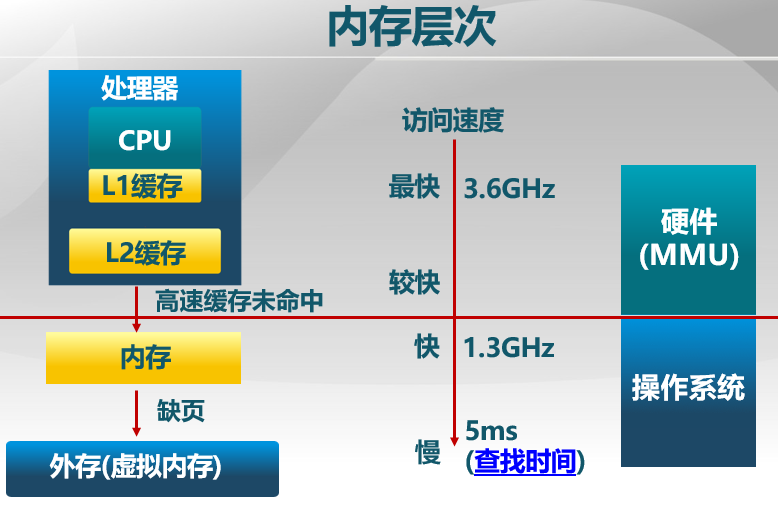 内存层次
处理器
CPU
L1缓存
L2缓存
高速缓存未命中
内存
缺页
外存(虚拟内存)
访问速度
最快 3.6GHz
较快
快 1.3GHz
慢 5ms
(查找时间)
硬件
(MMU)
操作系统